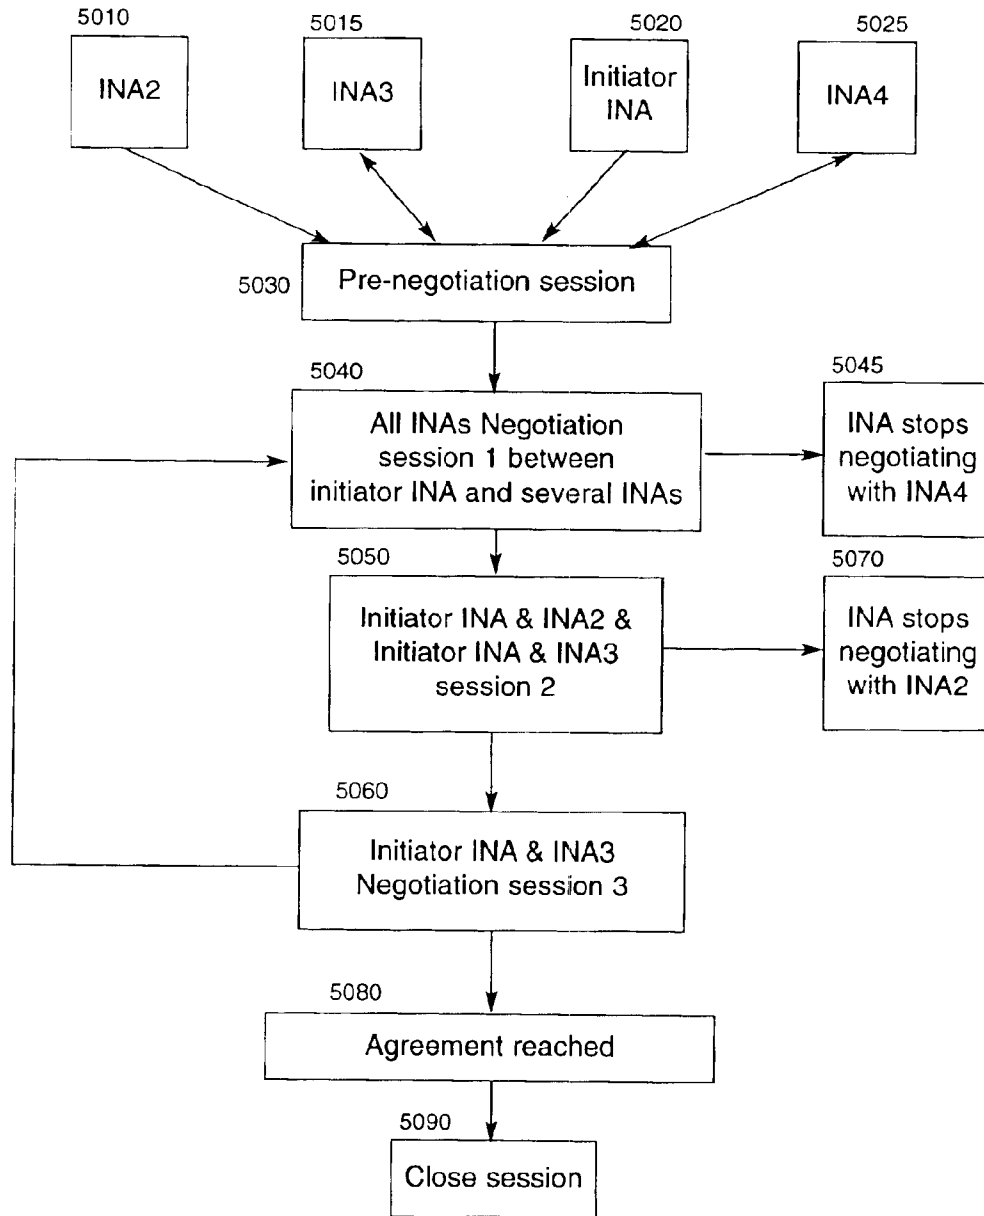 5010
5015
5020
5025
INA2
INA3
Initiator
INA
INA4
5030
Pre-negotiation session
5040
All INAs Negotiation
session 1 between
initiator INA and several INAs
5045
INA stops
negotiating
with INA4
5050
Initiator INA & INA2 &
Initiator INA & INA3
session 2
5070
INA stops
negotiating
with INA2
5060
Initiator INA & INA3
Negotiation session 3
5080
Agreement reached
5090
Close session